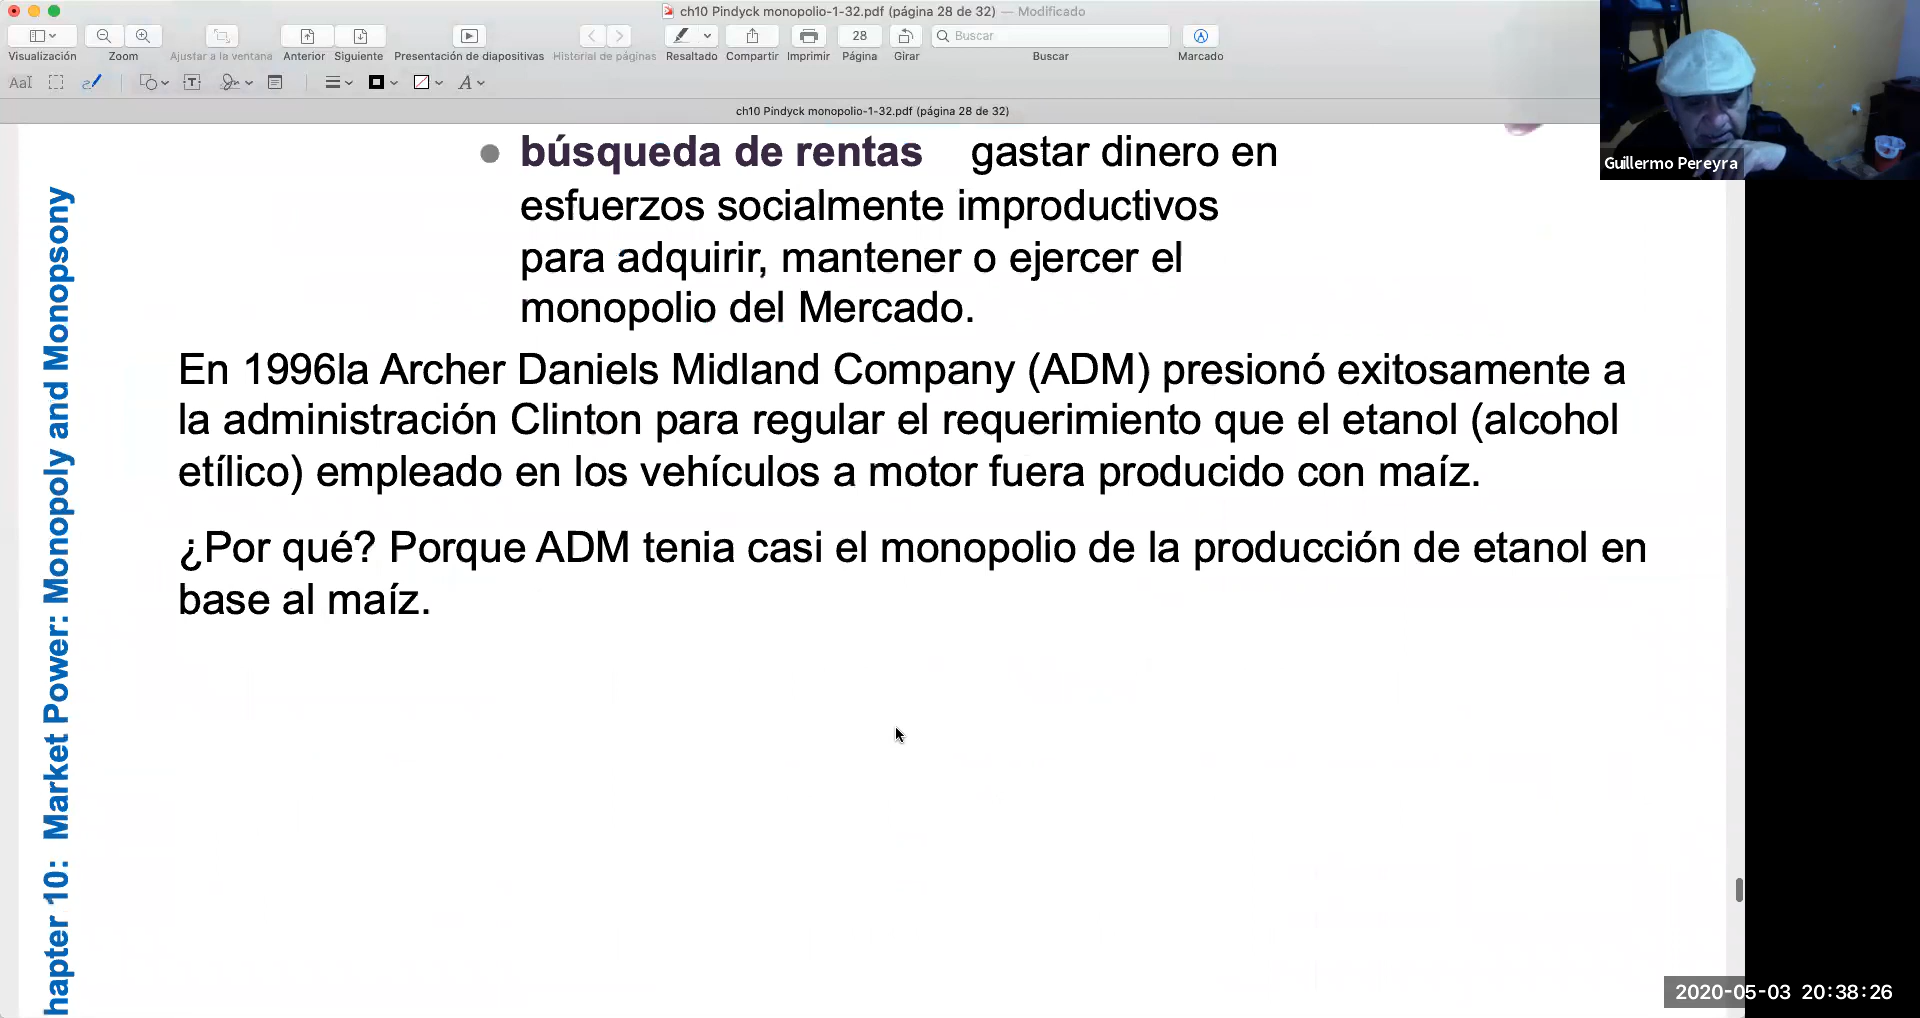 ch10 Pindyck monopolio-1-32.pdf (página 28 de 32) — Modificado
28
Buscar
Visualización Zoom Ajustar a la ventana Anterior Siguiente Presentación de diapositivas Historial de páginas Resaltado Compartir Imprimir Página Girar Buscar Marcado
ch10 Pindyck monopolio-1-32.pdf (página 28 de 32)
Guillermo Pereyra
hapter 10: Market Power: Monopoly and Monopsony
búsqueda de rentas gastar dinero en
esfuerzos socialmente improductivos
para adquirir, mantener o ejercer el
monopolio del Mercado.
En 1996la Archer Daniels Midland Company (ADM) presionó exitosamente a
la administración Clinton para regular el requerimiento que el etanol (alcohol
etílico) empleado en los vehículos a motor fuera producido con maíz.
¿Por qué? Porque ADM tenia casi el monopolio de la producción de etanol en
base al maíz.
2020-05-03 20:38:26